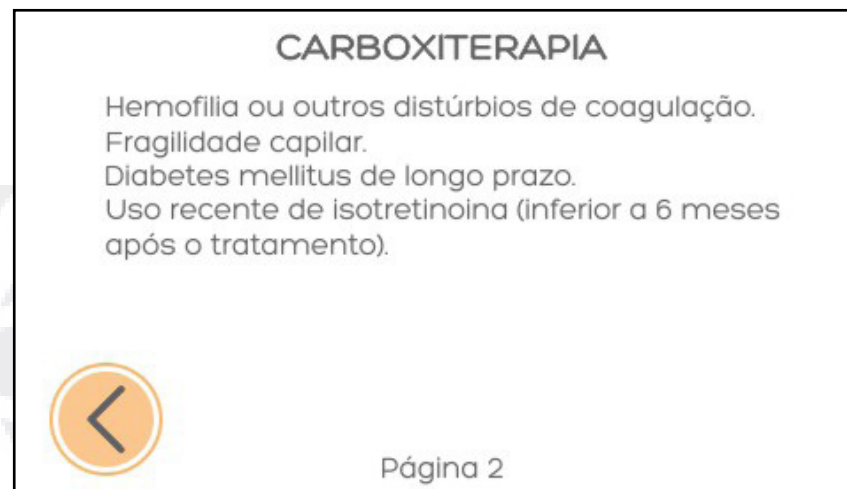 CARBOXITERAPIA
Hemofilia ou outros distúrbios de coagulação.
Fragilidade capilar.
Diabetes mellitus de longo prazo.
Uso recente de isotretinoina (inferior a 6 meses
após o tratamento).
Página 2